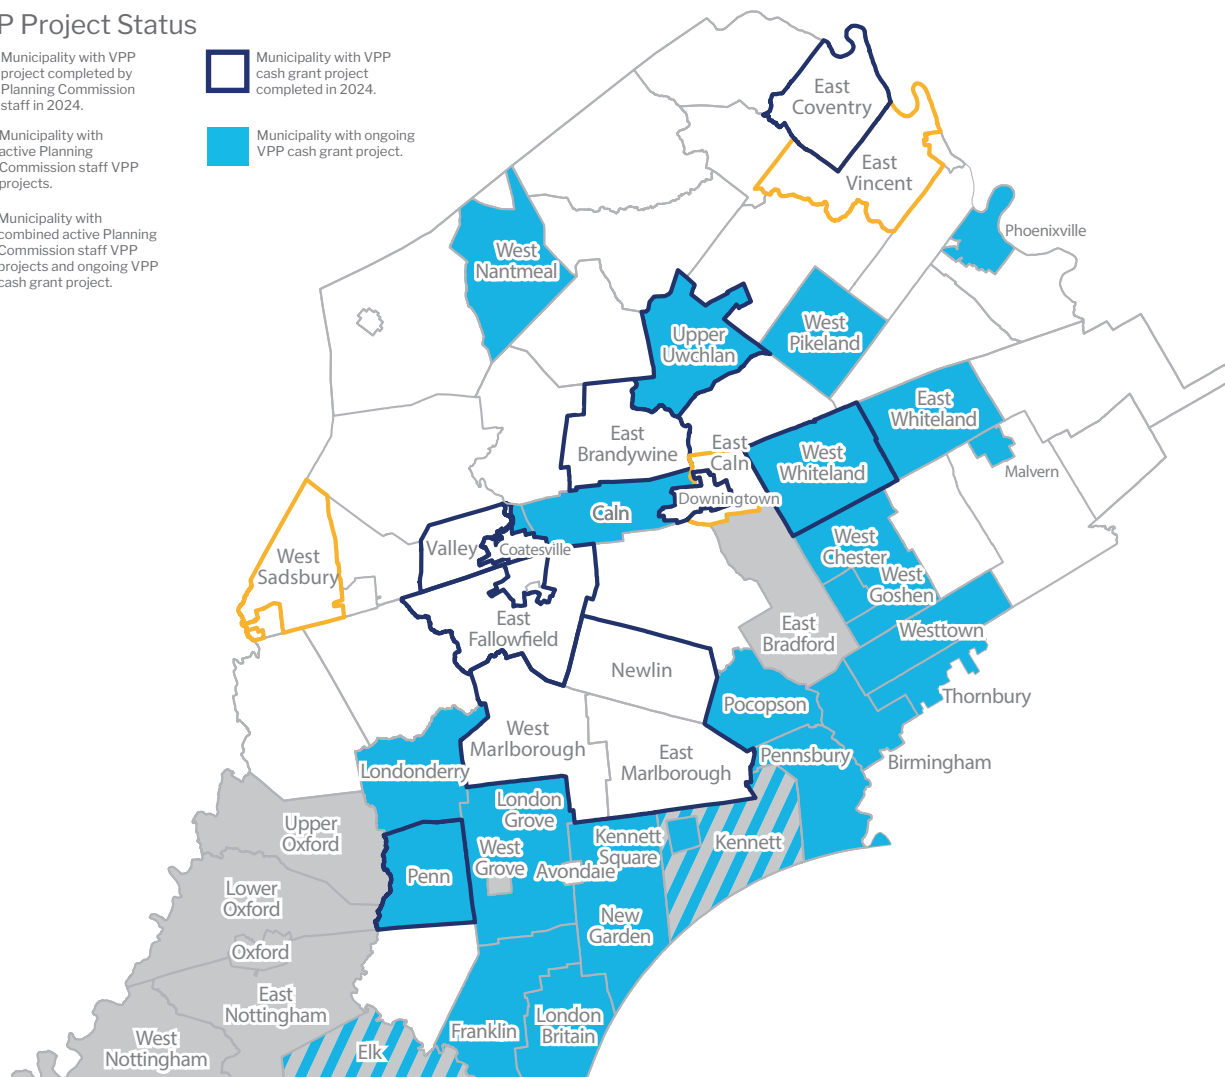 P Project Status
Municipality with VPP
project completed by
Planning Commission
staff in 2024.
Municipality with VPP
cash grant project
completed in 2024.
Municipality with
active Planning
Commission staff VPP
projects.
Municipality with ongoing
VPP cash grant project.
Municipality with
combined active Planning
Commission staff VPP
projects and ongoing VPP
cash grant project.
East
Coventry
East
Vincent
Phoenixville
West
Nantmeal
Upper
Uwchlan
West
Pikeland
East
Whiteland
Malvern
East
Brandywine
East
Caln
West
Whiteland
Downingtown
Caln
Valley
Coatesville
West
Sadsbury
West
Chester
West
Goshen
East
Fallowfield
East
Bradford
Westtown
Newlin
Thornbury
Pocopson
West
Marlborough
East
Marlborough
Pennsbury
Birmingham
Londonderry
London
Grove
Upper
Oxford
Kennett
Square
Kennett
West
Grove
Avondale
Penn
Lower
Oxford
New
Garden
Oxford
East
Nottingham
Franklin
London
Britain
West
Nottingham
Elk